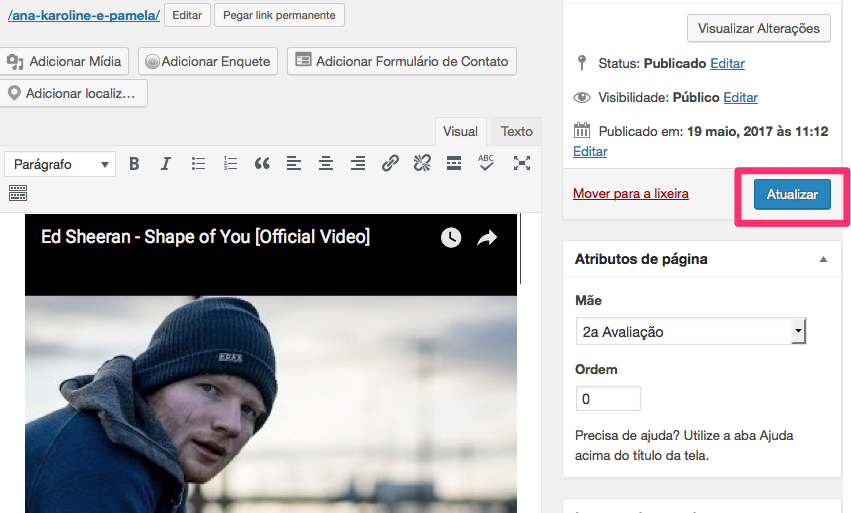 /ana-karoline-e-pamela/ Editar Pegar link permanente
Adicionar Mídia Adicionar Enquete Adicionar Formulário de Contato
Adicionar localiz…
Visual Texto
Parágrafo B I ABC
Ed Sheeran - Shape of You [Official Video]
Visualizar Alterações
Status: Publicado Editar
Visibilidade: Público Editar
Publicado em: 19 maio, 2017 às 11:12
Editar
Mover para a lixeira Atualizar
Atributos de página
Mãe
2a Avaliação
Ordem
0
Precisa de ajuda? Utilize a aba Ajuda
acima do título da tela.